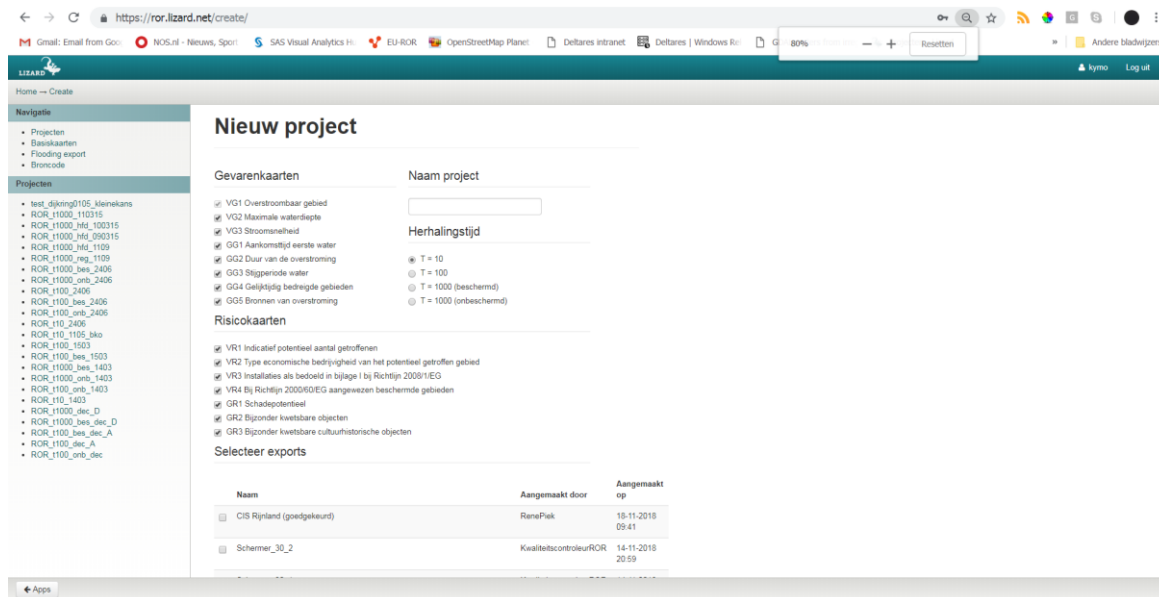 https://ror.lizard.net/create/
Gmail: Email from Goo
NOS.nl - Nieuws, Sport
SAS Visual Analytics H
EU-ROR
OpenStreetMap Planet
Deltares intranet
Deltares | Windows Re
G
80%
Resetten
»
Andere bladwijzer
LIZARD
kymo
Log uit
Home → Create
Navigatie
Projecten
Basiskaarten
Flooding export
Broncode
Projecten
test_dijkring0105_kleinekans
ROR_t1000_110315
ROR_t1000_hfd_100315
ROR_t1000_hfd_090315
ROR_t1000_hfd_1109
ROR_t1000_reg_1109
ROR_t1000_bes_2406
ROR_t1000_onb_2406
ROR_t100_2406
ROR_t100_bes_2406
ROR_t100_onb_2406
ROR_t10_2406
ROR_t10_1105_bko
ROR_t100_1503
ROR_t100_bes_1503
ROR_t1000_bes_1403
ROR_t1000_onb_1403
ROR_t100_onb_1403
ROR_t10_1403
ROR_t1000_dec_D
ROR_t1000_bes_dec_D
ROR_t100_bes_dec_A
ROR_t100_dec_A
ROR_t100_onb_dec
Nieuw project
Gevarenkaarten
VG1 Overstroombaar gebied
VG2 Maximale waterdiepte
VG3 Stroomsnelheid
GG1 Aankomsttijd eerste water
GG2 Duur van de overstroming
GG3 Stijgperiode water
GG4 Gelijktijdig bedreigde gebieden
GG5 Bronnen van overstroming
Naam project
Herhalingstijd
T = 10
T = 100
T = 1000 (beschermd)
T = 1000 (onbeschermd)
Risicokaarten
VR1 Indicatief potentieel aantal getroffenen
VR2 Type economische bedrijvigheid van het potentieel getroffen gebied
VR3 Installaties als bedoeld in bijlage I bij Richtlijn 2008/1/EG
VR4 Bij Richtlijn 2000/60/EG aangewezen beschermde gebieden
GR1 Schadepotentieel
GR2 Bijzonder kwetsbare objecten
GR3 Bijzonder kwetsbare cultuurhistorische objecten
Selecteer exports
Naam
Aangemaakt door
Aangemaakt
op
CIS Rijnland (goedgekeurd)
RenePiek
18-11-2018
09:41
Schermer_30_2
KwaliteitscontroleurROR
14-11-2018
20:59
Apps